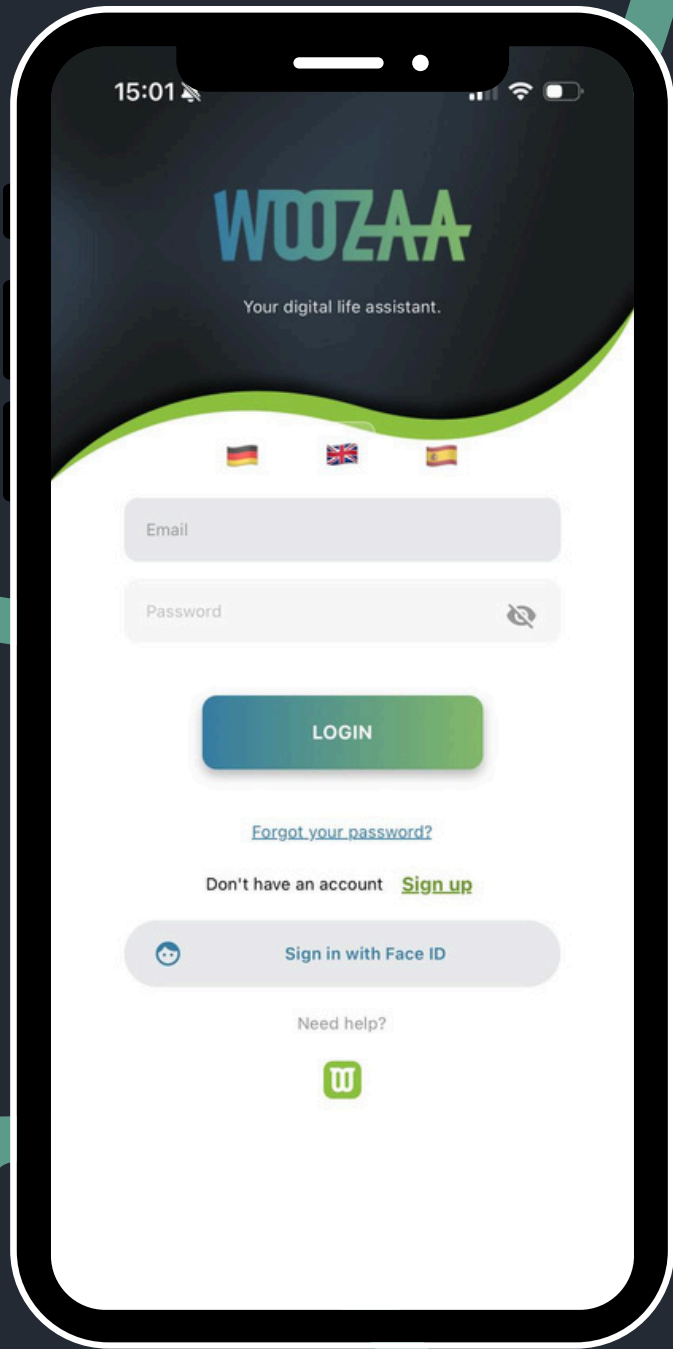 15:01
WOOZAA
Your digital life assistant.
Email
Password
LOGIN
Forgot your password?
Don't have an account Sign up
Sign in with Face ID
Need help?
W